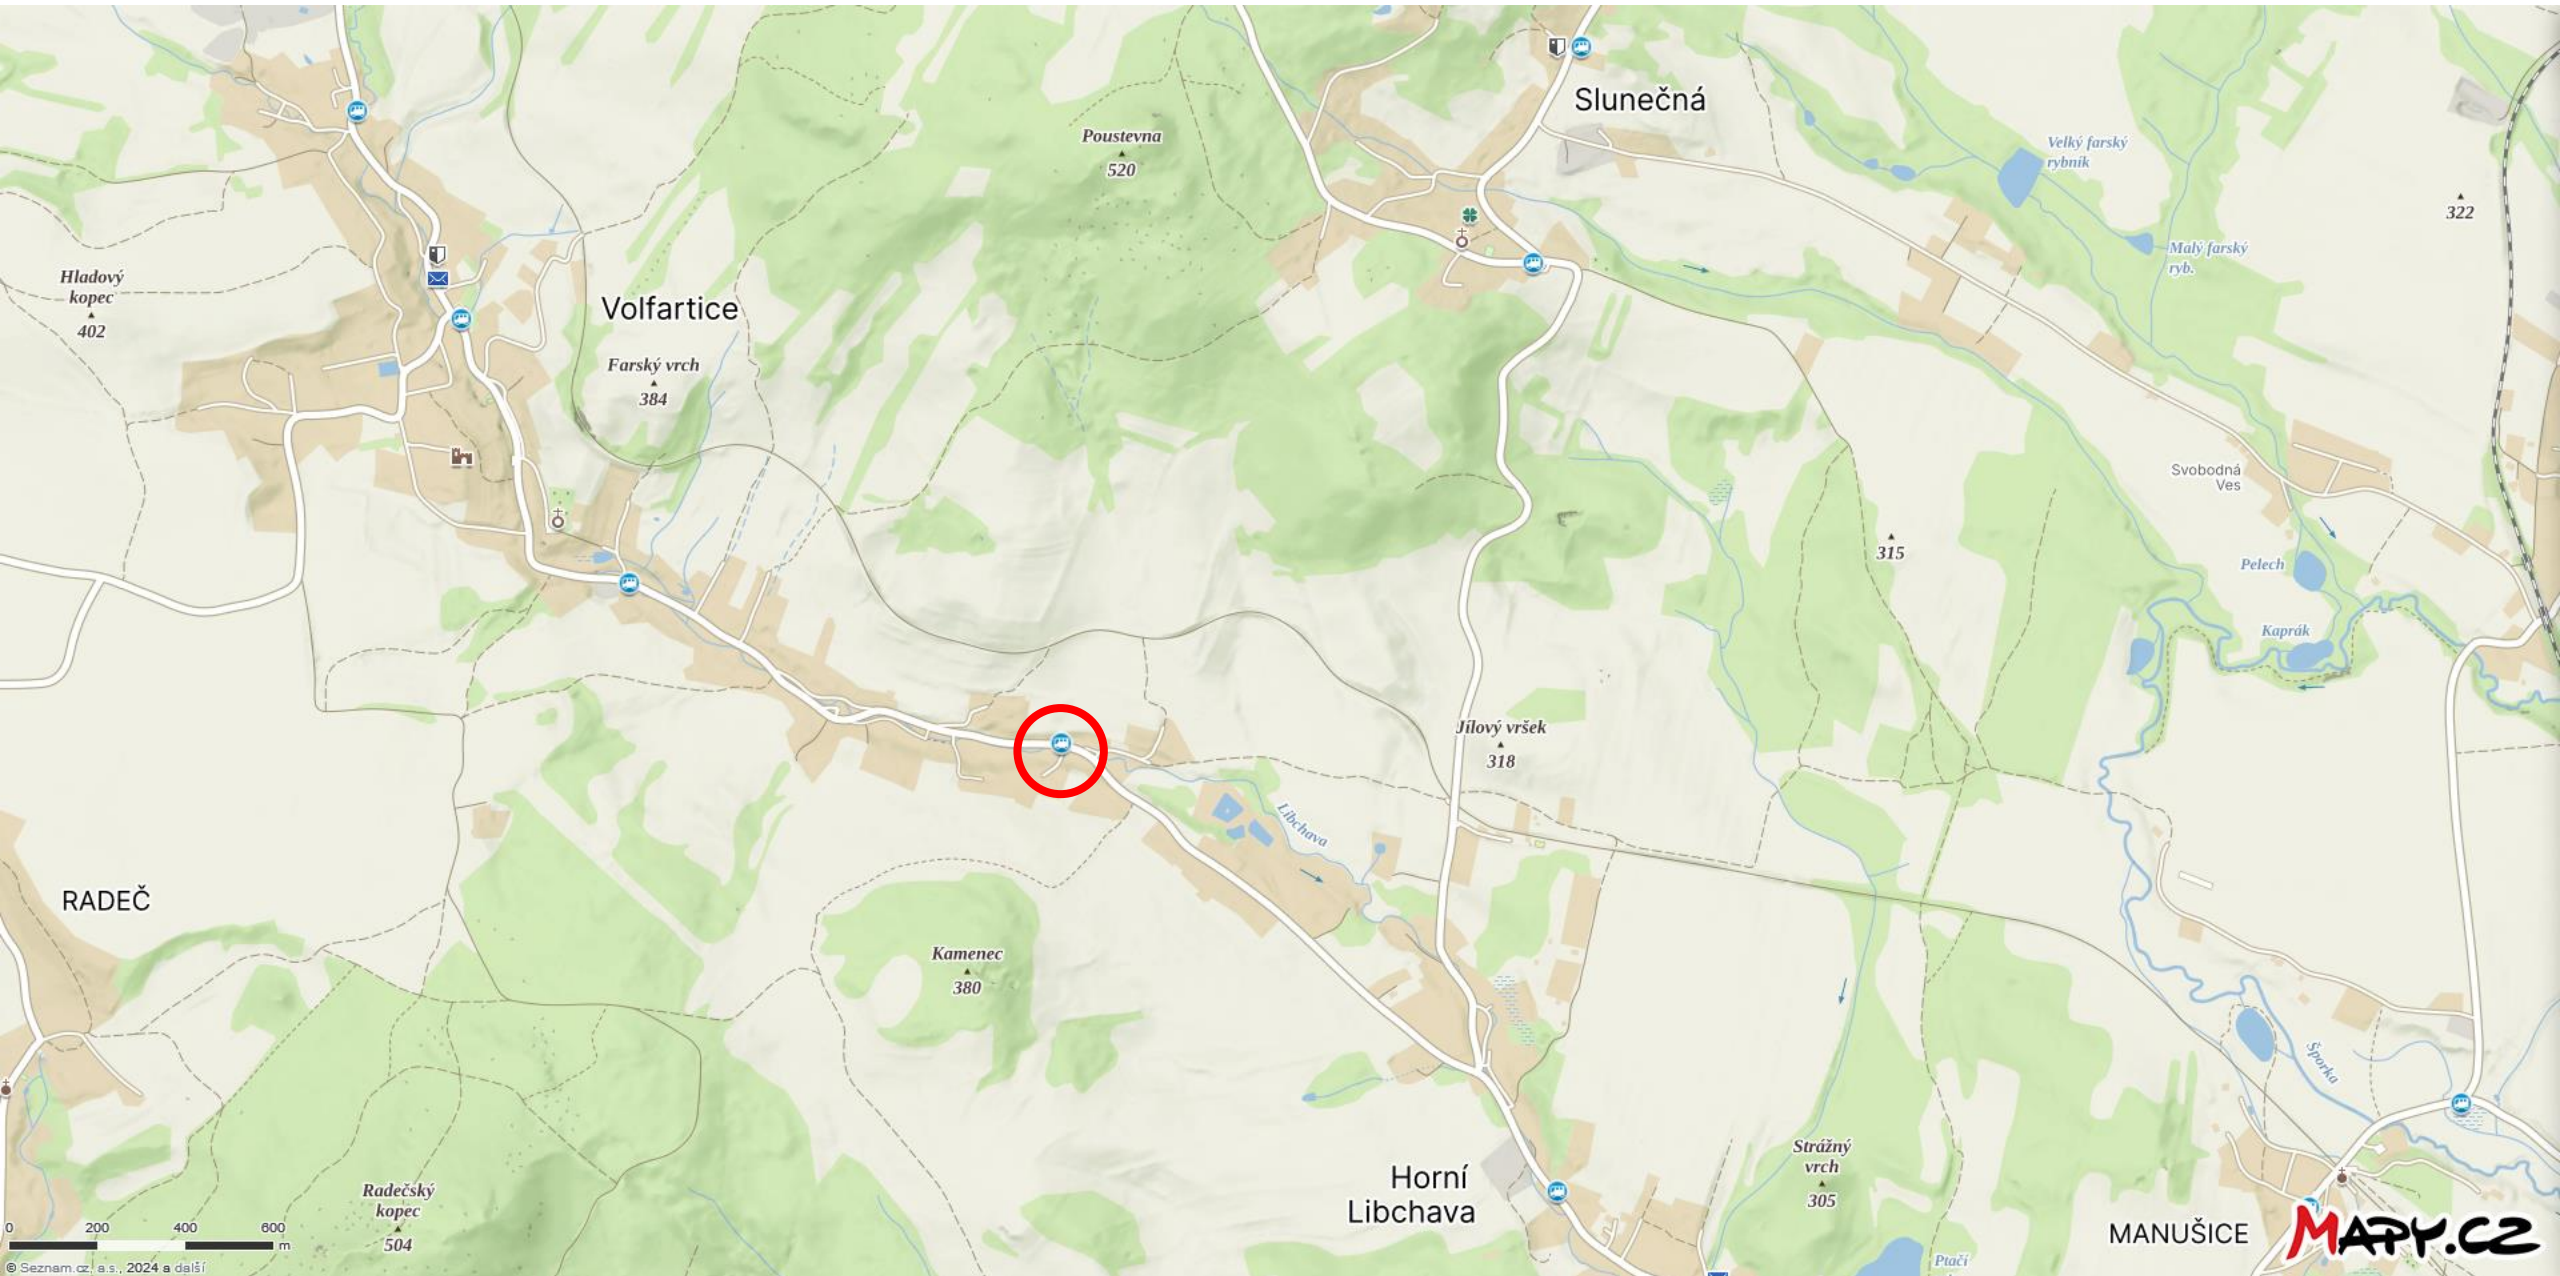 Slunečná
Poustevna
520
Velký farský
rybník
322
Malý farský
ryb.
Hladový
kopec
402
Volfartice
Farský vrch
384
Svobodná
Ves
315
Pelech
Kaprák
Jílový vršek
318
Libchava
RADEČ
Kamenec
380
Šporka
Strážný
vrch
305
Horní
Libchava
Radečský
kopec
504
MANUŠICE
Ptačí
0 200 400 600
m
© Seznam.cz, a.s., 2024 a další
MAPY.CZ